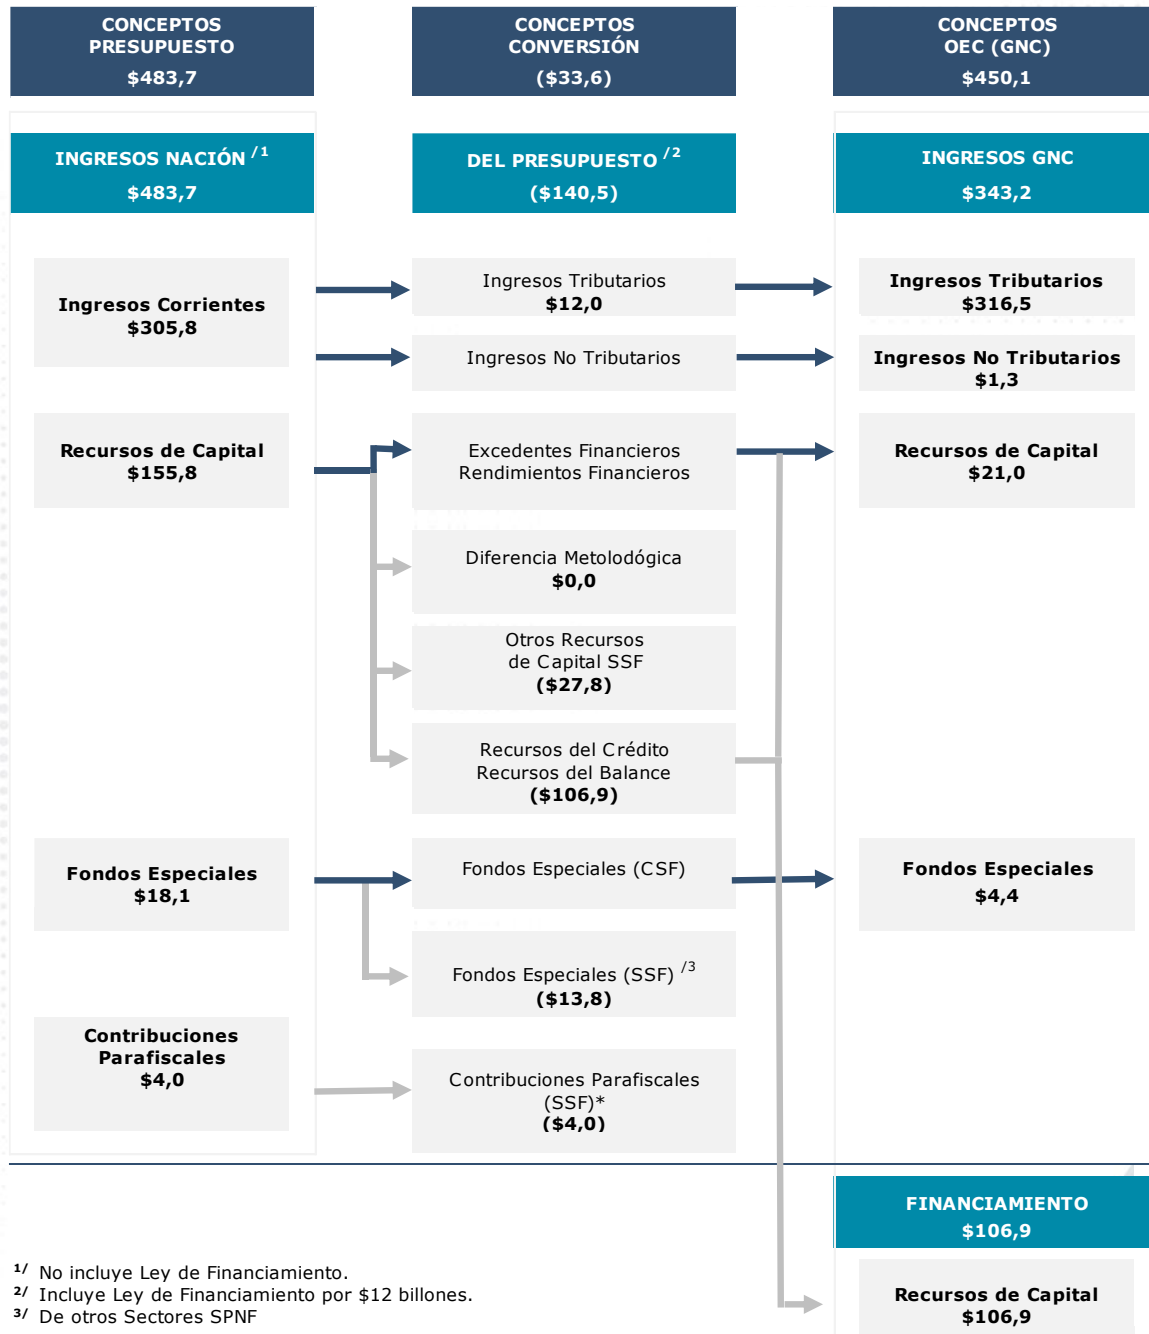 CONCEPTOS
PRESUPUESTO
$483,7
CONCEPTOS
CONVERSIÓN
($33,6)
CONCEPTOS
OEC (GNC)
$450,1
INGRESOS NACIÓN /1
$483,7
DEL PRESUPUESTO /2
($140,5)
INGRESOS GNC
$343,2
Ingresos Corrientes
$305,8
Ingresos Tributarios
$12,0
Ingresos Tributarios
$316,5
Ingresos No Tributarios
Ingresos No Tributarios
$1,3
Recursos de Capital
$155,8
Excedentes Financieros
Rendimientos Financieros
Recursos de Capital
$21,0
Diferencia Metolodógica
$0,0
Otros Recursos
de Capital SSF
($27,8)
Recursos del Crédito
Recursos del Balance
($106,9)
Fondos Especiales
$18,1
Fondos Especiales (CSF)
Fondos Especiales
$4,4
Fondos Especiales (SSF) /3
($13,8)
Contribuciones
Parafiscales
$4,0
Contribuciones Parafiscales
(SSF)*
($4,0)
FINANCIAMIENTO
$106,9
Recursos de Capital
$106,9
1/ No incluye Ley de Financiamiento.
2/ Incluye Ley de Financiamiento por $12 billones.
3/ De otros Sectores SPNF